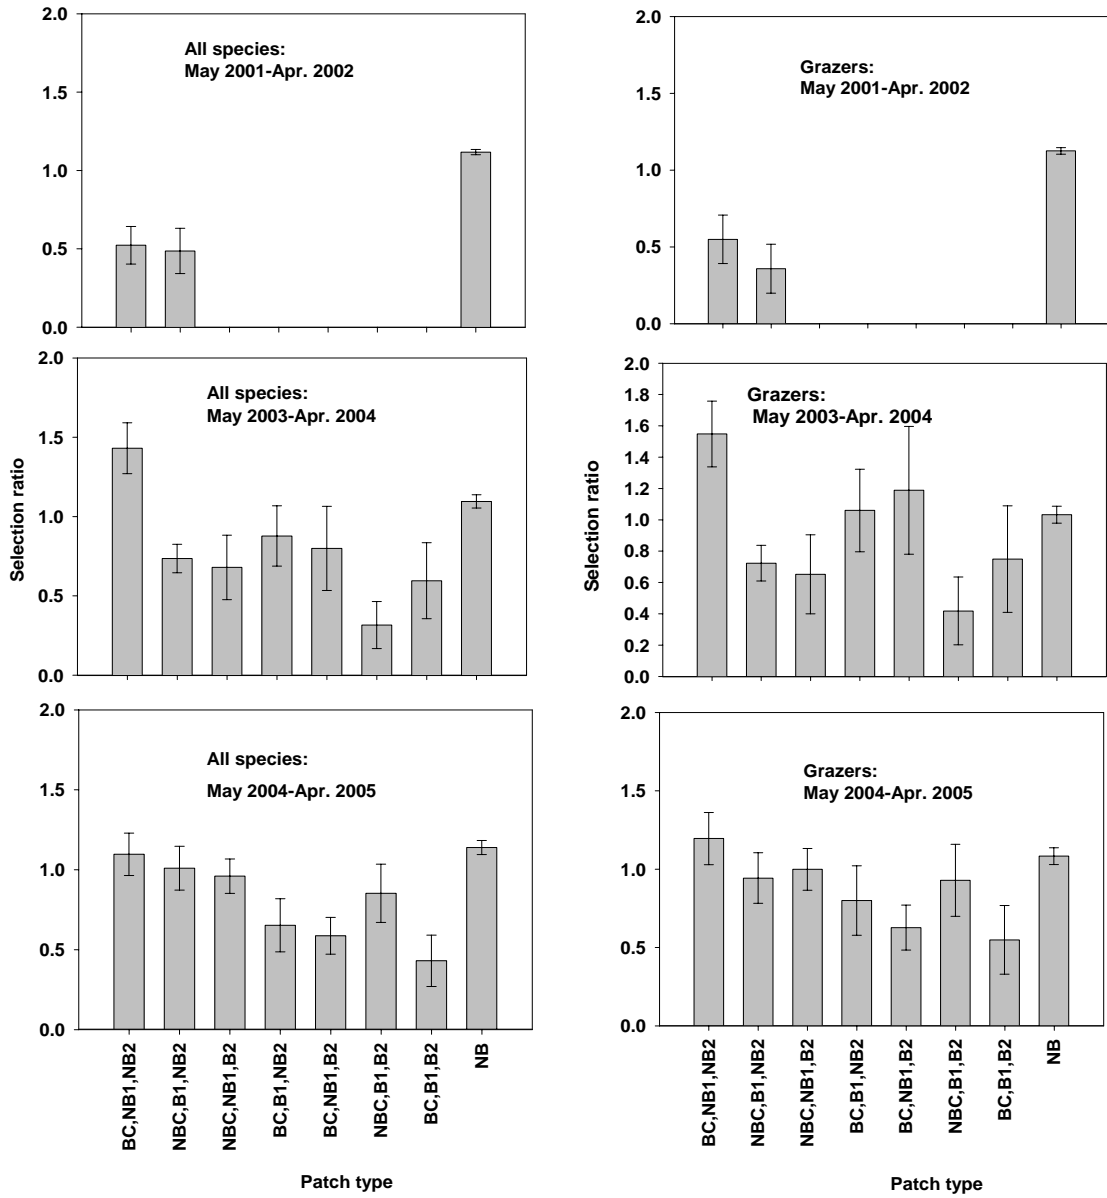 2.0
1.5
1.0
0.5
0.0
All species:
May 2001-Apr. 2002
2.0
1.5
1.0
0.5
0.0
Grazers:
May 2001-Apr. 2002
Selection ratio
2.0
1.5
1.0
0.5
0.0
All species:
May 2003-Apr. 2004
Selection ratio
2.0
1.8
1.6
1.4
1.2
1.0
0.8
0.6
0.4
0.2
0.0
Grazers:
May 2003-Apr. 2004
2.0
1.5
1.0
0.5
0.0
All species:
May 2004-Apr. 2005
BC,NB1,NB2
NBC,B1,NB2
NBC,NB1,B2
BC,B1,NB2
BC,NB1,B2
NBC,B1,B2
BC,B1,B2
NB
Patch type
2.0
1.5
1.0
0.5
0.0
Grazers:
May 2004-Apr. 2005
BC,NB1,NB2
NBC,B1,NB2
NBC,NB1,B2
BC,B1,NB2
BC,NB1,B2
NBC,B1,B2
BC,B1,B2
NB
Patch type